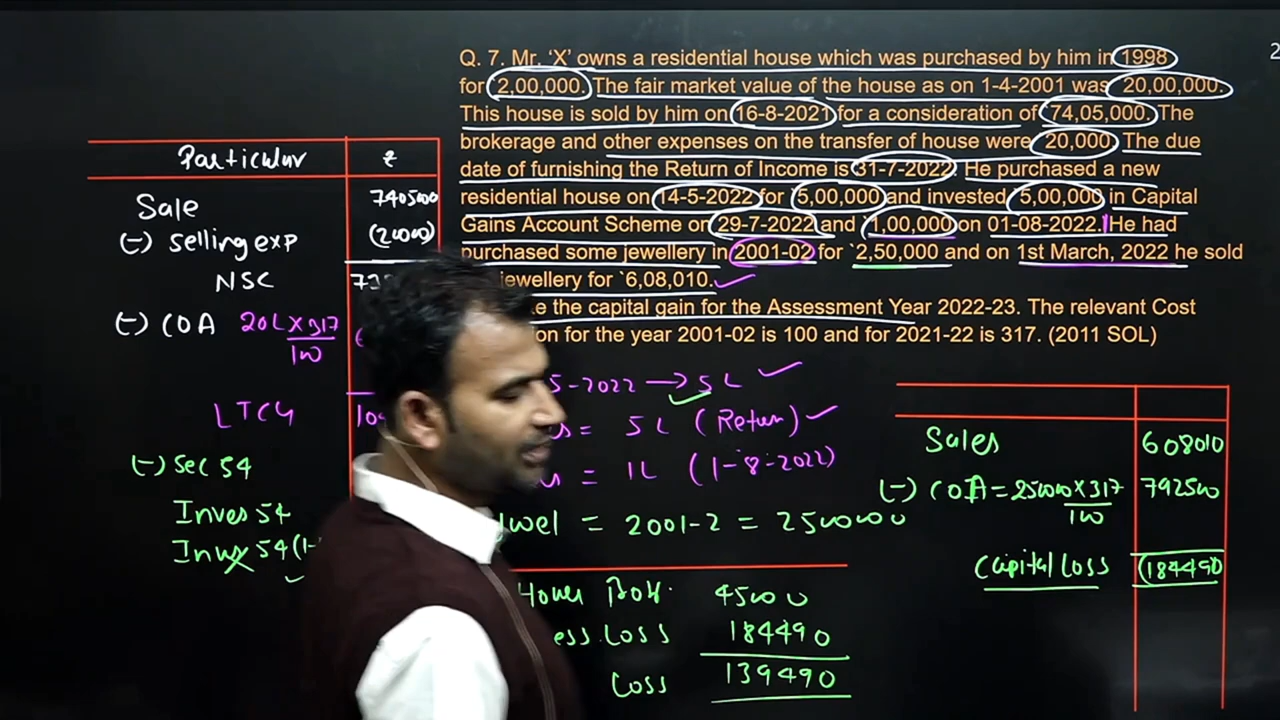 Q. 7. Mr. 'X' owns a residential house which was purchased by him in 1998
for `2,00,000. The fair market value of the house as on 1-4-2001 was `20,00,000.
This house is sold by him on 16-8-2021 for a consideration of `74,05,000. The
brokerage and other expenses on the transfer of house were `20,000. The due
date of furnishing the Return of Income is 31-7-2022. He purchased a new
residential house on 14-5-2022 for `5,00,000 and invested `5,00,000 in Capital
Gains Account Scheme on 29-7-2022 and `1,00,000 on 01-08-2022. He had
purchased some jewellery in 2001-02 for `2,50,000 and on 1st March, 2022 he sold
jewellery for `6,08,010.
the capital gain for the Assessment Year 2022-23. The relevant Cost
for the year 2001-02 is 100 and for 2021-22 is 317. (2011 SOL)
2
Particular ₹
Sale 7405000
(-) Selling exp (20000)
NSC
(-) COA 20L×317
100
LTCG
(-) Sec 54
Inves 54
5-2022 → 5L
= 5L (Return)
= 1L (1-8-2022)
= 2001-2 = 2500000
45000
Loss 184490
Loss 139490
Sales 608010
(-) COA = 250000×317 792500
100
Capital Loss (184490)